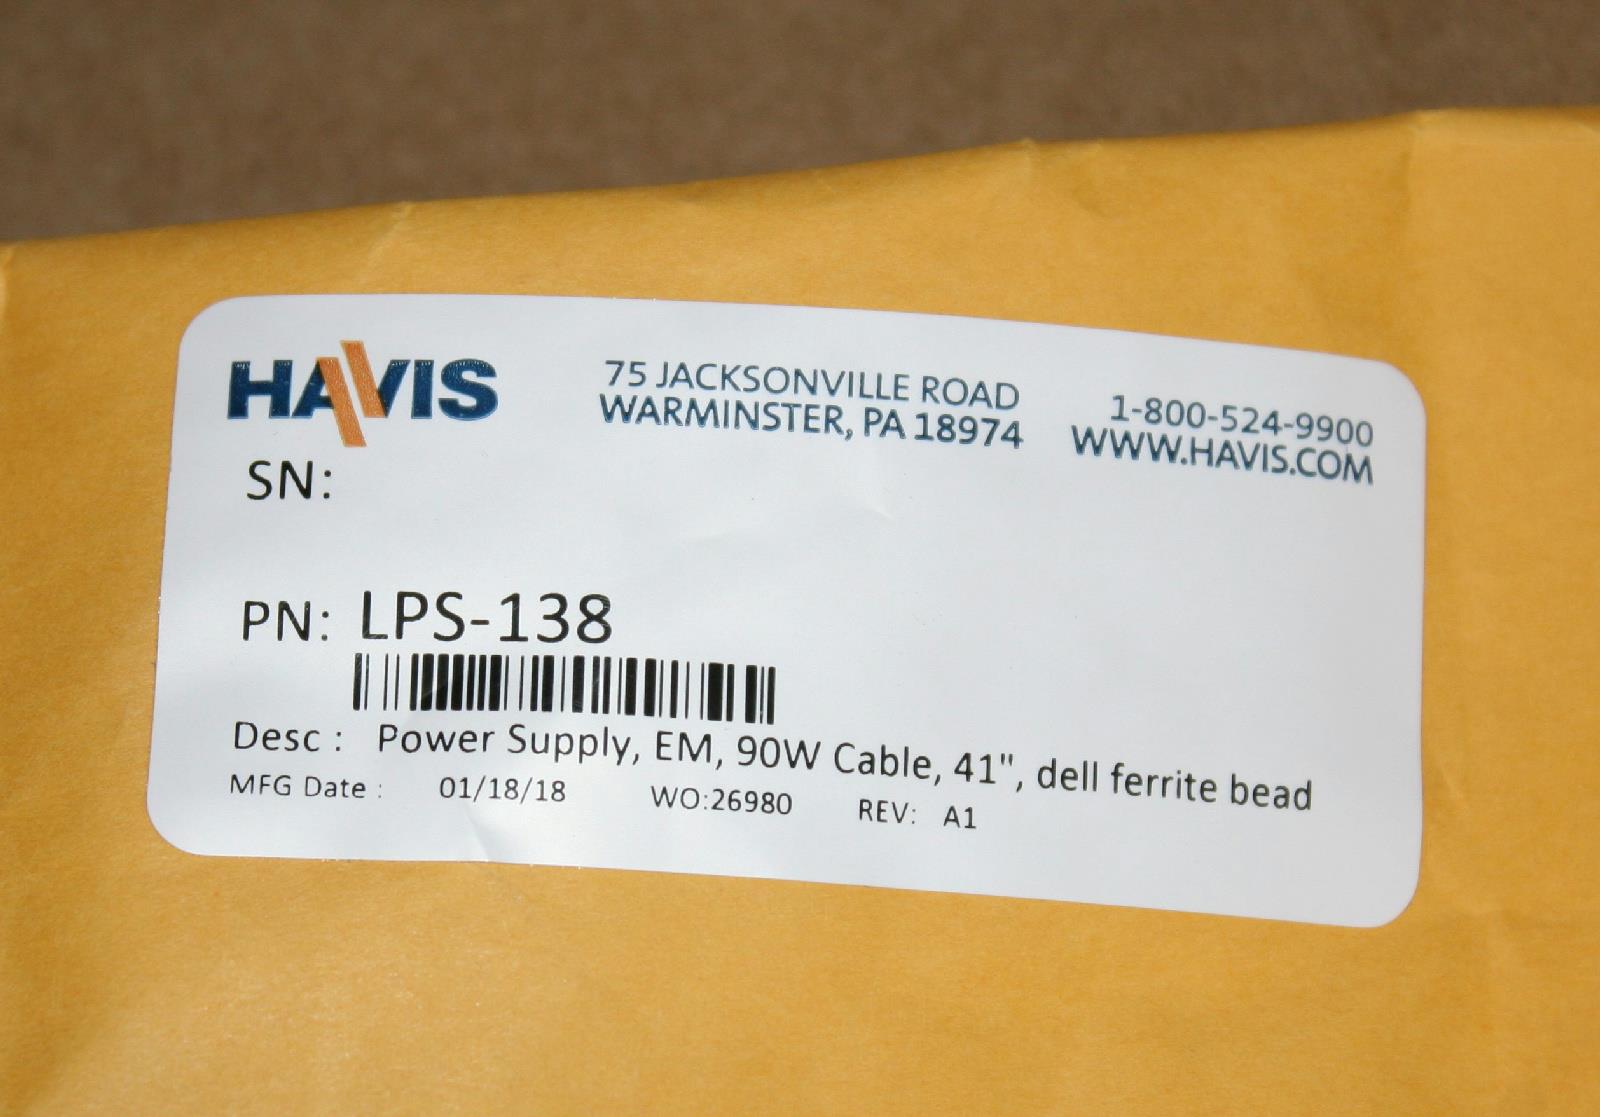 HAVIS
75 JACKSONVILLE ROAD
WARMINSTER, PA 18974
1-800-524-9900
WWW.HAVIS.COM
SN:
PN: LPS-138
Desc : Power Supply, EM, 90W Cable, 41", dell ferrite bead
MFG Date : 01/18/18 WO:26980 REV: A1